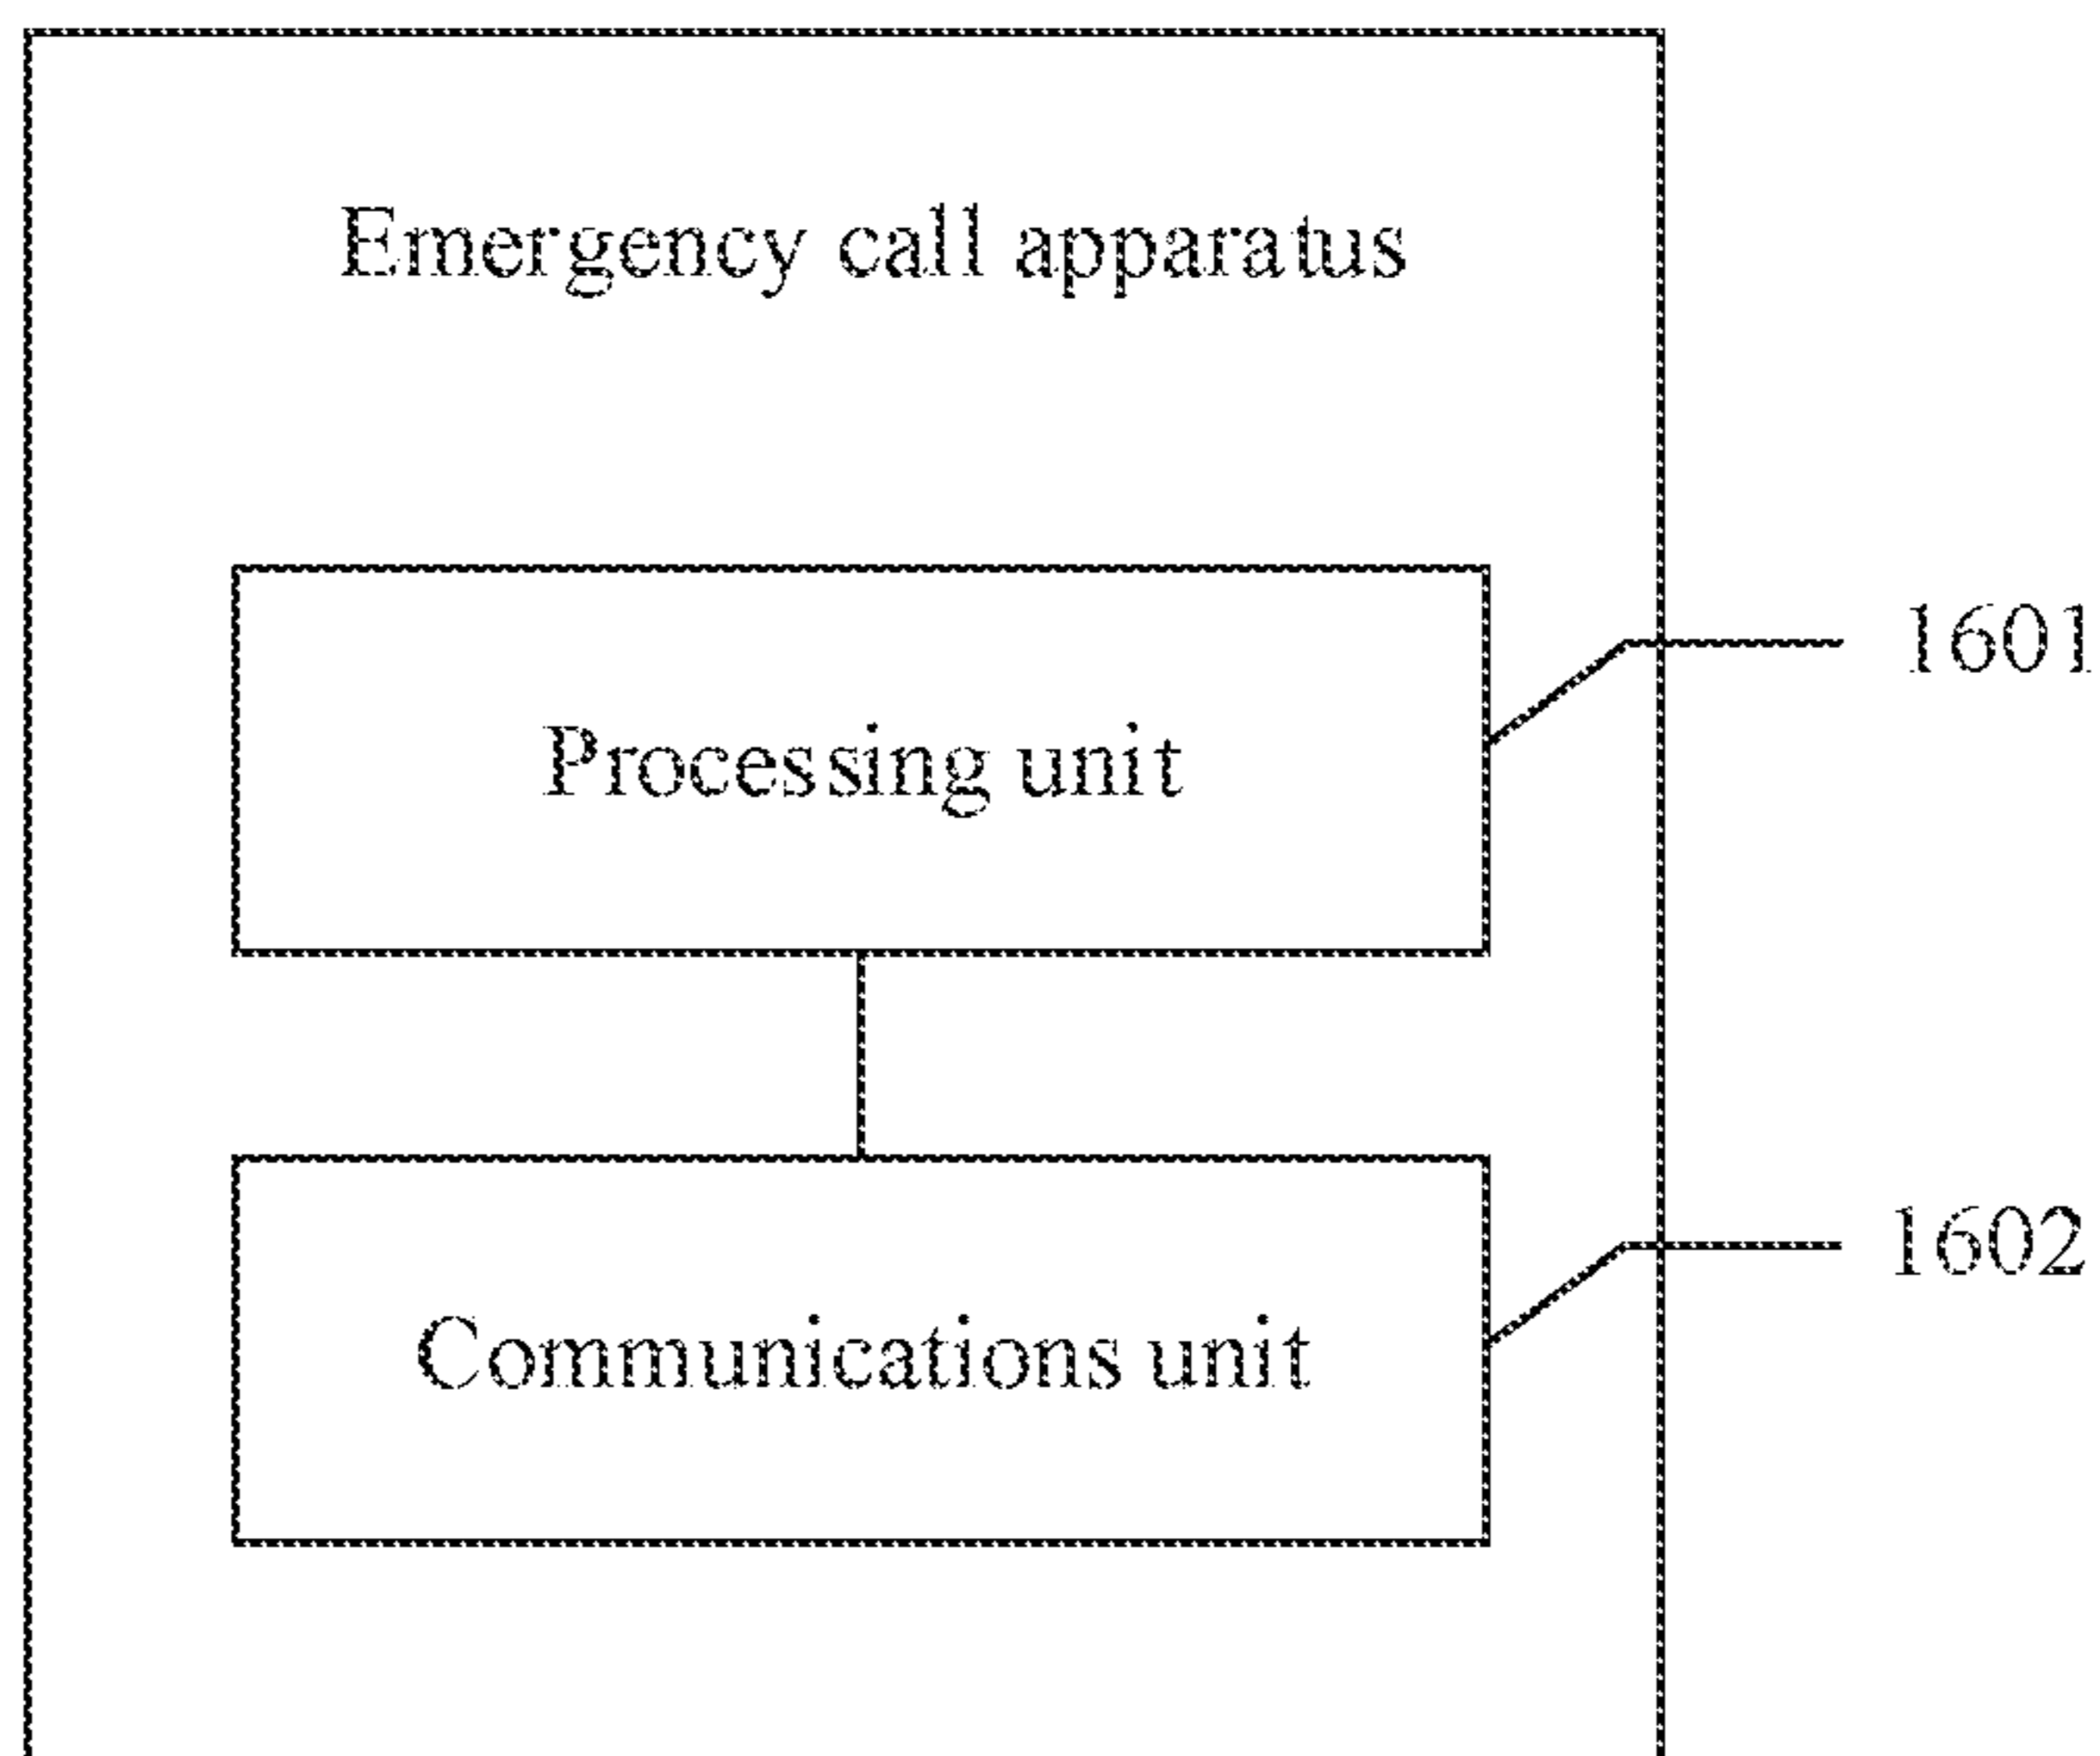 Emergency call apparatus
1601
Processing unit
1602
Communications unit